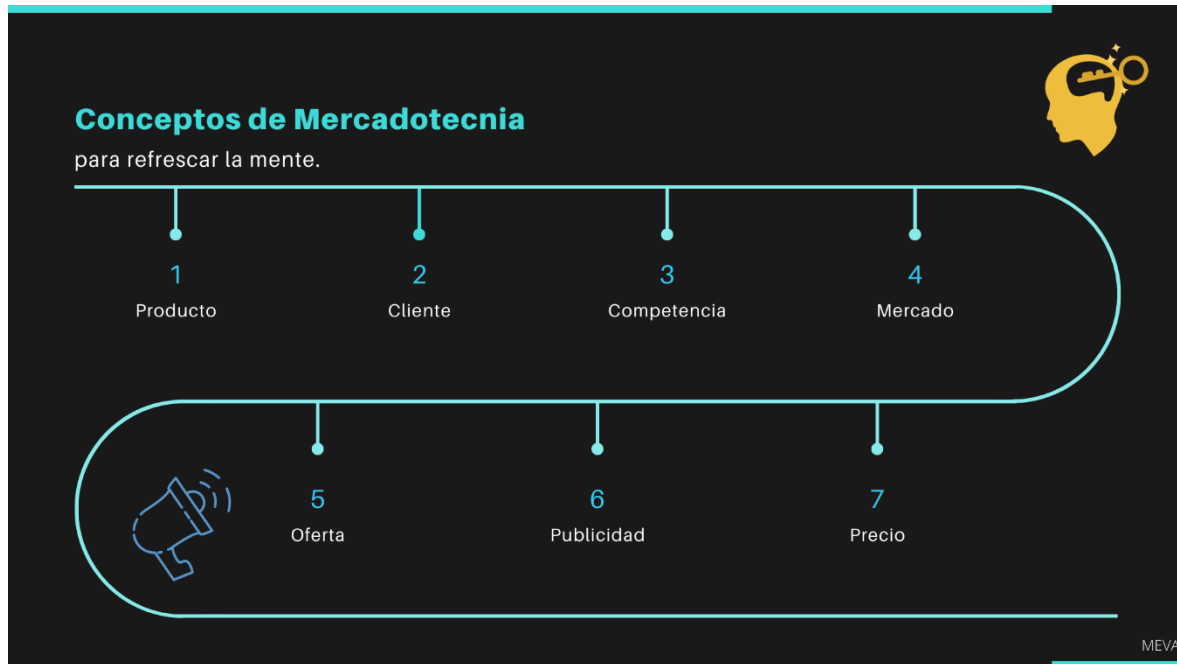 Conceptos de Mercadotecnia
para refrescar la mente.
1
2
3
4
Producto
Cliente
Competencia
Mercado
5
6
7
Oferta
Publicidad
Precio
MEVA